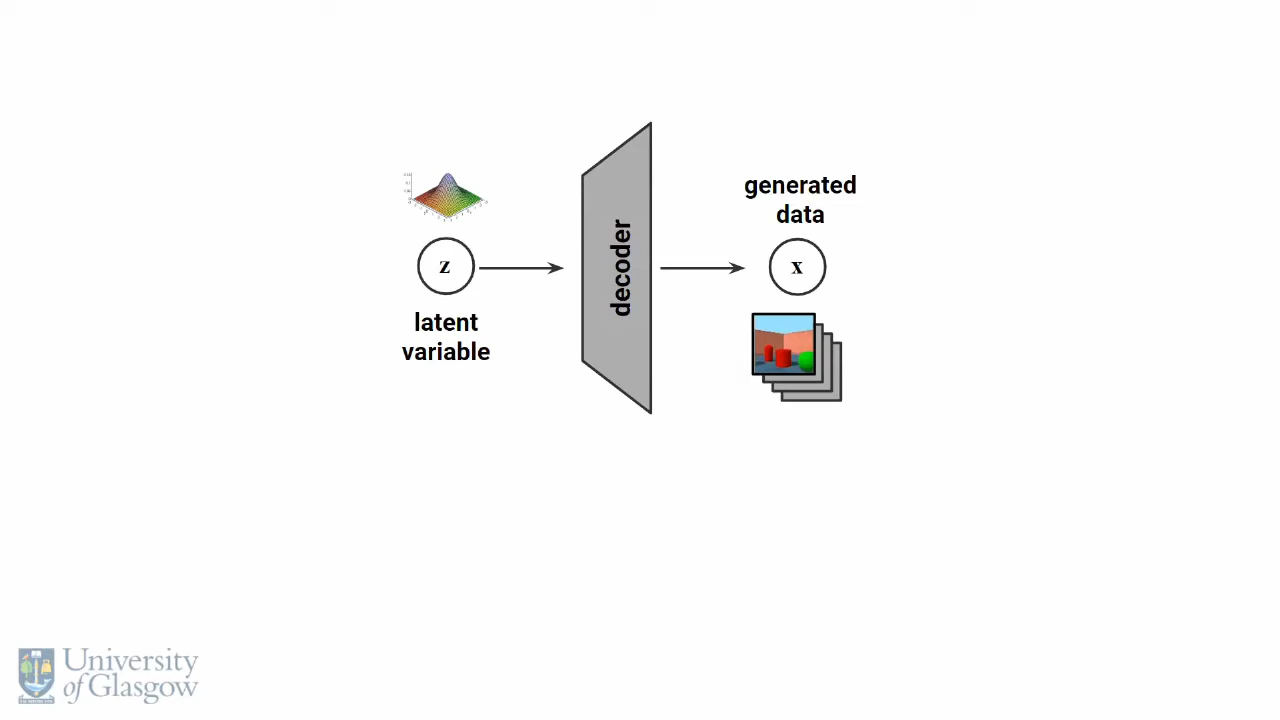 generated
data
z
decoder
x
latent
variable
University
of Glasgow